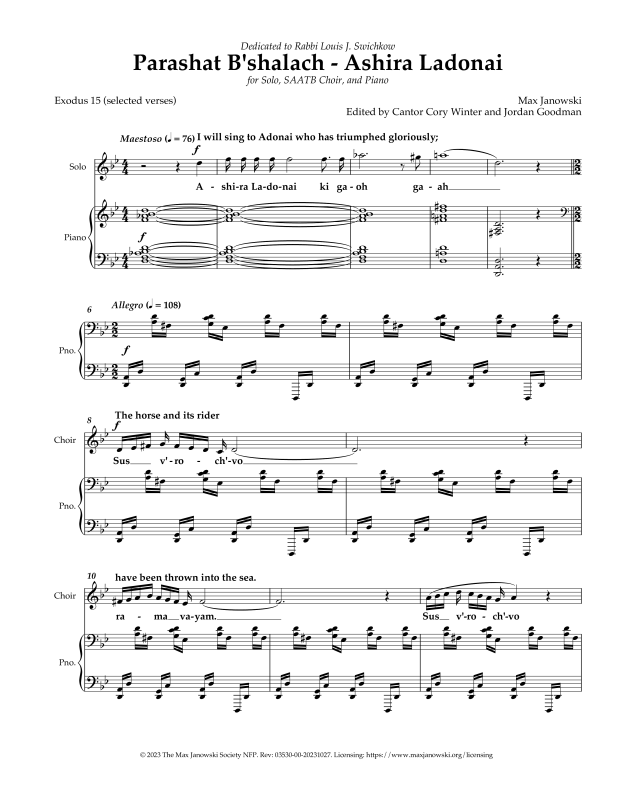 Dedicated to Rabbi Louis J. Swichkow
Parashat B'shalach - Ashira Ladonai
for Solo, SAATB Choir, and Piano
Exodus 15 (selected verses)
Max Janowski
Edited by Cantor Cory Winter and Jordan Goodman
Maestoso (♩ = 76) I will sing to Adonai who has triumphed gloriously;
f
Solo
A - shi-ra La-do-nai ki ga-oh ga - ah
Piano
f
6
Allegro (♩ = 108)
Pno.
f
8
The horse and its rider
f
Choir
Sus v'-ro - ch'-vo
Pno.
10
have been thrown into the sea.
Choir
ra - ma va-yam. Sus v'-ro - ch'-vo
Pno.
© 2023 The Max Janowski Society NFP. Rev: 03530-00-20231027. Licensing: https://www.maxjanowski.org/licensing